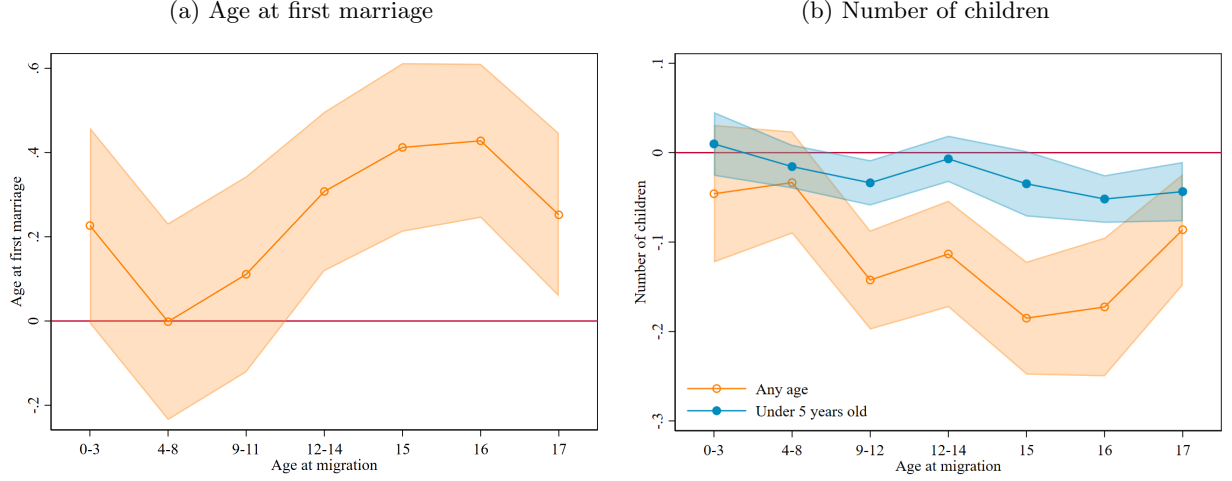 (a) Age at first marriage
Age at first marriage
.6
.4
.2
0
-.2
0-3 4-8 9-11 12-14 15 16 17
Age at migration
(b) Number of children
Number of children
.1
0
-.1
-.2
-.3
Any age
Under 5 years old
0-3 4-8 9-12 12-14 15 16 17
Age at migration